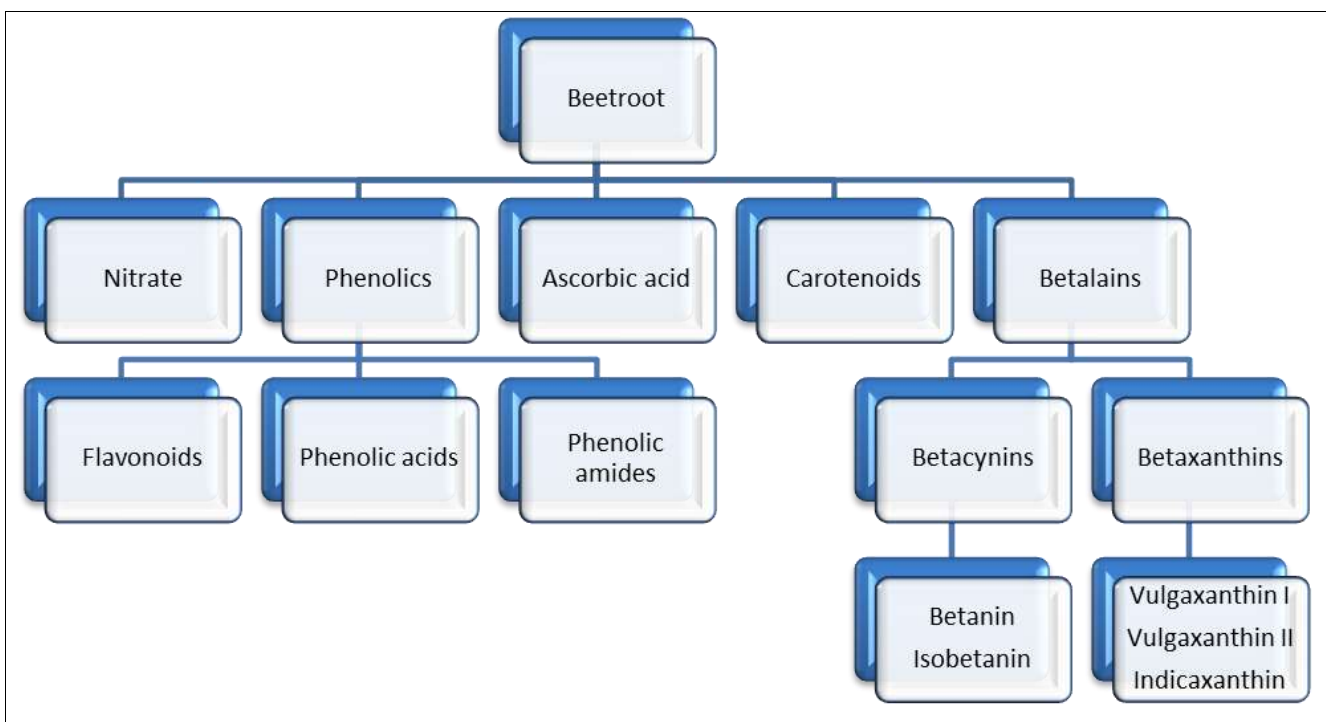 Beetroot
Nitrate
Phenolics
Ascorbic acid
Carotenoids
Betalains
Flavonoids
Phenolic acids
Phenolic
amides
Betacynins
Betaxanthins
Betanin
Isobetanin
Vulgaxanthin I
Vulgaxanthin II
Indicaxanthin